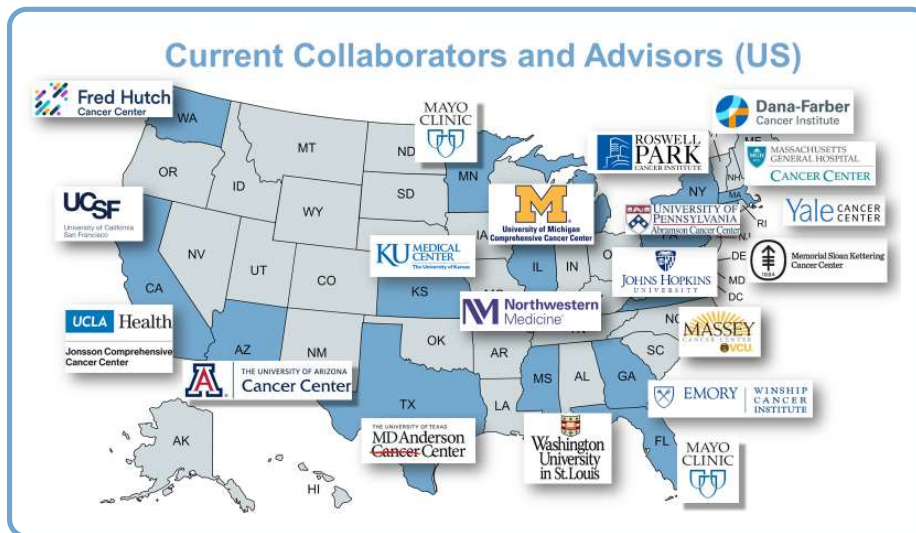 Current Collaborators and Advisors (US)
Fred Hutch
Cancer Center
WA
MT
ND
MAYO
CLINIC
MN
OR
ID
WY
SD
UCSF
University of California
San Francisco
NV
UT
CO
CA
AZ
NM
KU MEDICAL
CENTER
The University of Kansas
KS
OK
TX
IA
M
University of Michigan
Comprehensive Cancer Center
IL
IN
Northwestern
Medicine
AR
LA
MS
AL
GA
SC
NC
FL
ROSWELL
PARK
CANCER INSTITUTE
NY
Dana-Farber
Cancer Institute
ME
NH
MA
RI
MGH
MASSACHUSETTS
GENERAL HOSPITAL
CANCER CENTER
Yale CANCER
CENTER
UNIVERSITY OF
PENNSYLVANIA
Abramson Cancer Center
DE
MD
DC
1884
Memorial Sloan Kettering
Cancer Center
JOHNS HOPKINS
UNIVERSITY
MASSEY
CANCER CENTER
VCU
EMORY
WINSHIP
CANCER
INSTITUTE
UCLA Health
Jonsson Comprehensive
Cancer Center
A
THE UNIVERSITY OF ARIZONA
Cancer Center
THE UNIVERSITY OF TEXAS
MD Anderson
Cancer Center
Washington
University
in St. Louis
MAYO
CLINIC
AK
HI